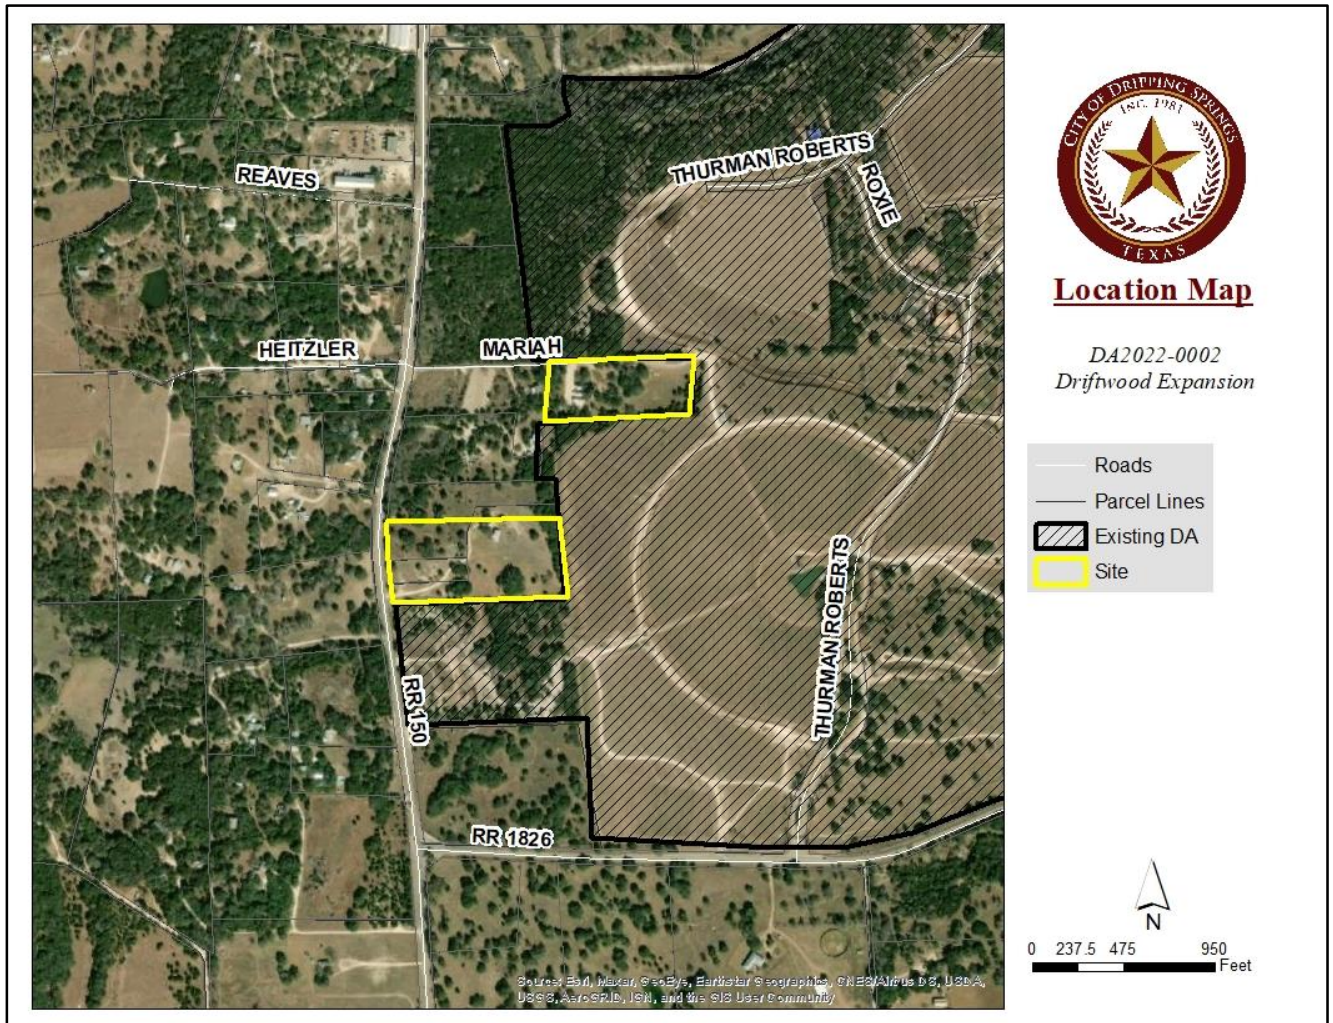 THURMAN ROBERTS
REAVES
ROXIE
HEITZLER
MARIAH
THURMAN ROBERTS
RR 150
RR 1826
Source: Esri, Maxar, GeoEye, Earthstar Geographics, CNES/Airbus DS, USDA,
USGS, AeroGRID, IGN, and the GIS User Community
CITY OF DRIPPING SPRINGS
INC. 1981
TEXAS
Location Map
DA2022-0002
Driftwood Expansion
Roads
Parcel Lines
Existing DA
Site
N
0 237.5 475 950
Feet